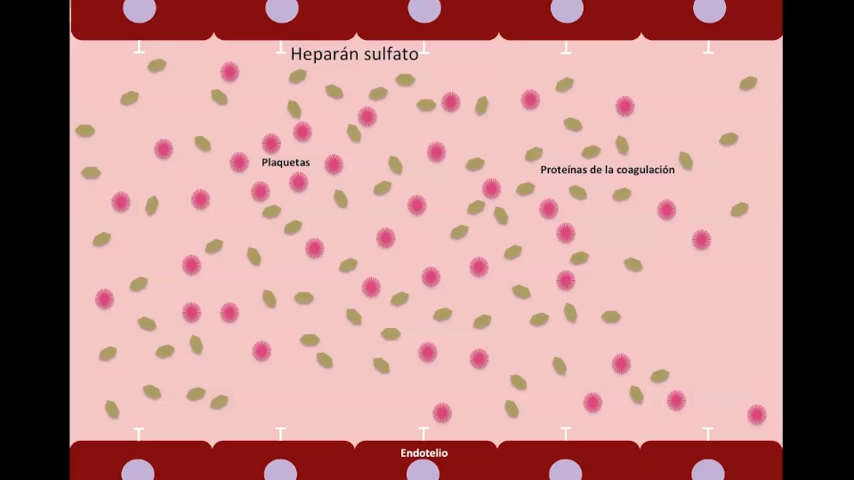 Heparán sulfato
Plaquetas
Proteínas de la coagulación
Endotelio